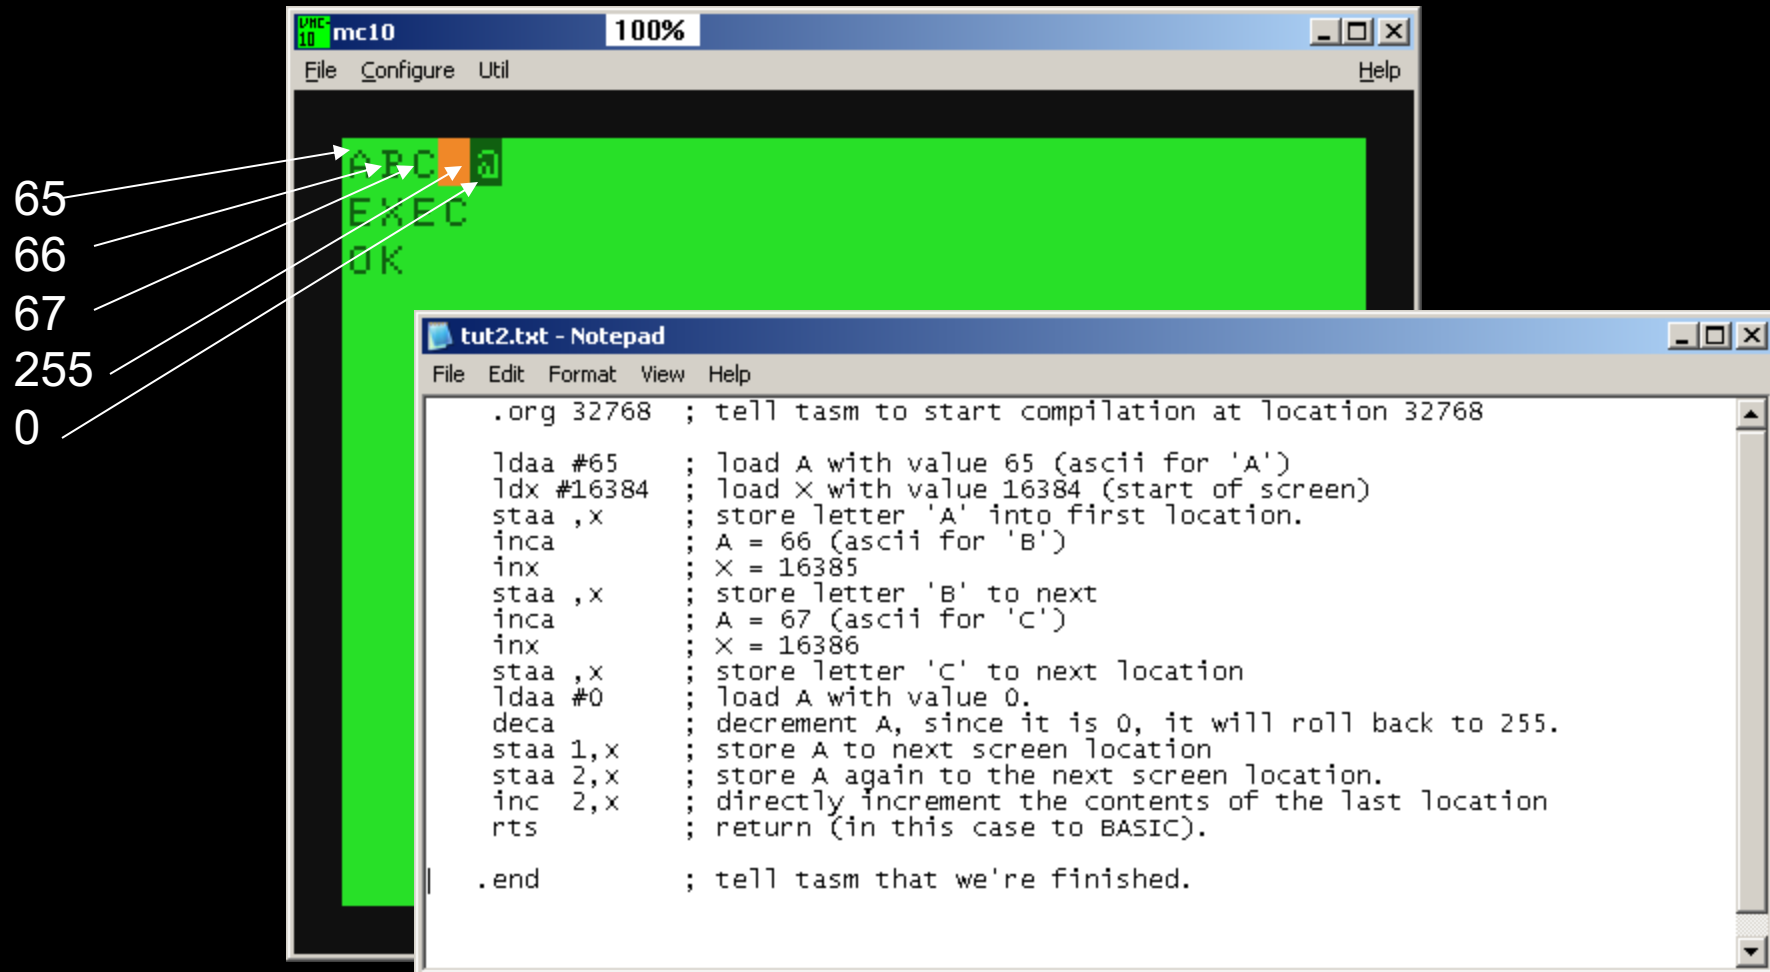 VMC-10 mc10 100%
File Configure Util Help
65
66
67
255
0
ABC @
EXEC
OK
tut2.txt - Notepad
File Edit Format View Help
.org 32768 ; tell tasm to start compilation at location 32768
ldaa #65 ; load A with value 65 (ascii for 'A')
ldx #16384 ; load X with value 16384 (start of screen)
staa ,x ; store letter 'A' into first location.
inca ; A = 66 (ascii for 'B')
inx ; X = 16385
staa ,x ; store letter 'B' to next
inca ; A = 67 (ascii for 'C')
inx ; X = 16386
staa ,x ; store letter 'C' to next location
ldaa #0 ; load A with value 0.
deca ; decrement A, since it is 0, it will roll back to 255.
staa 1,x ; store A to next screen location
staa 2,x ; store A again to the next screen location.
inc 2,x ; directly increment the contents of the last location
rts ; return (in this case to BASIC).
.end ; tell tasm that we're finished.